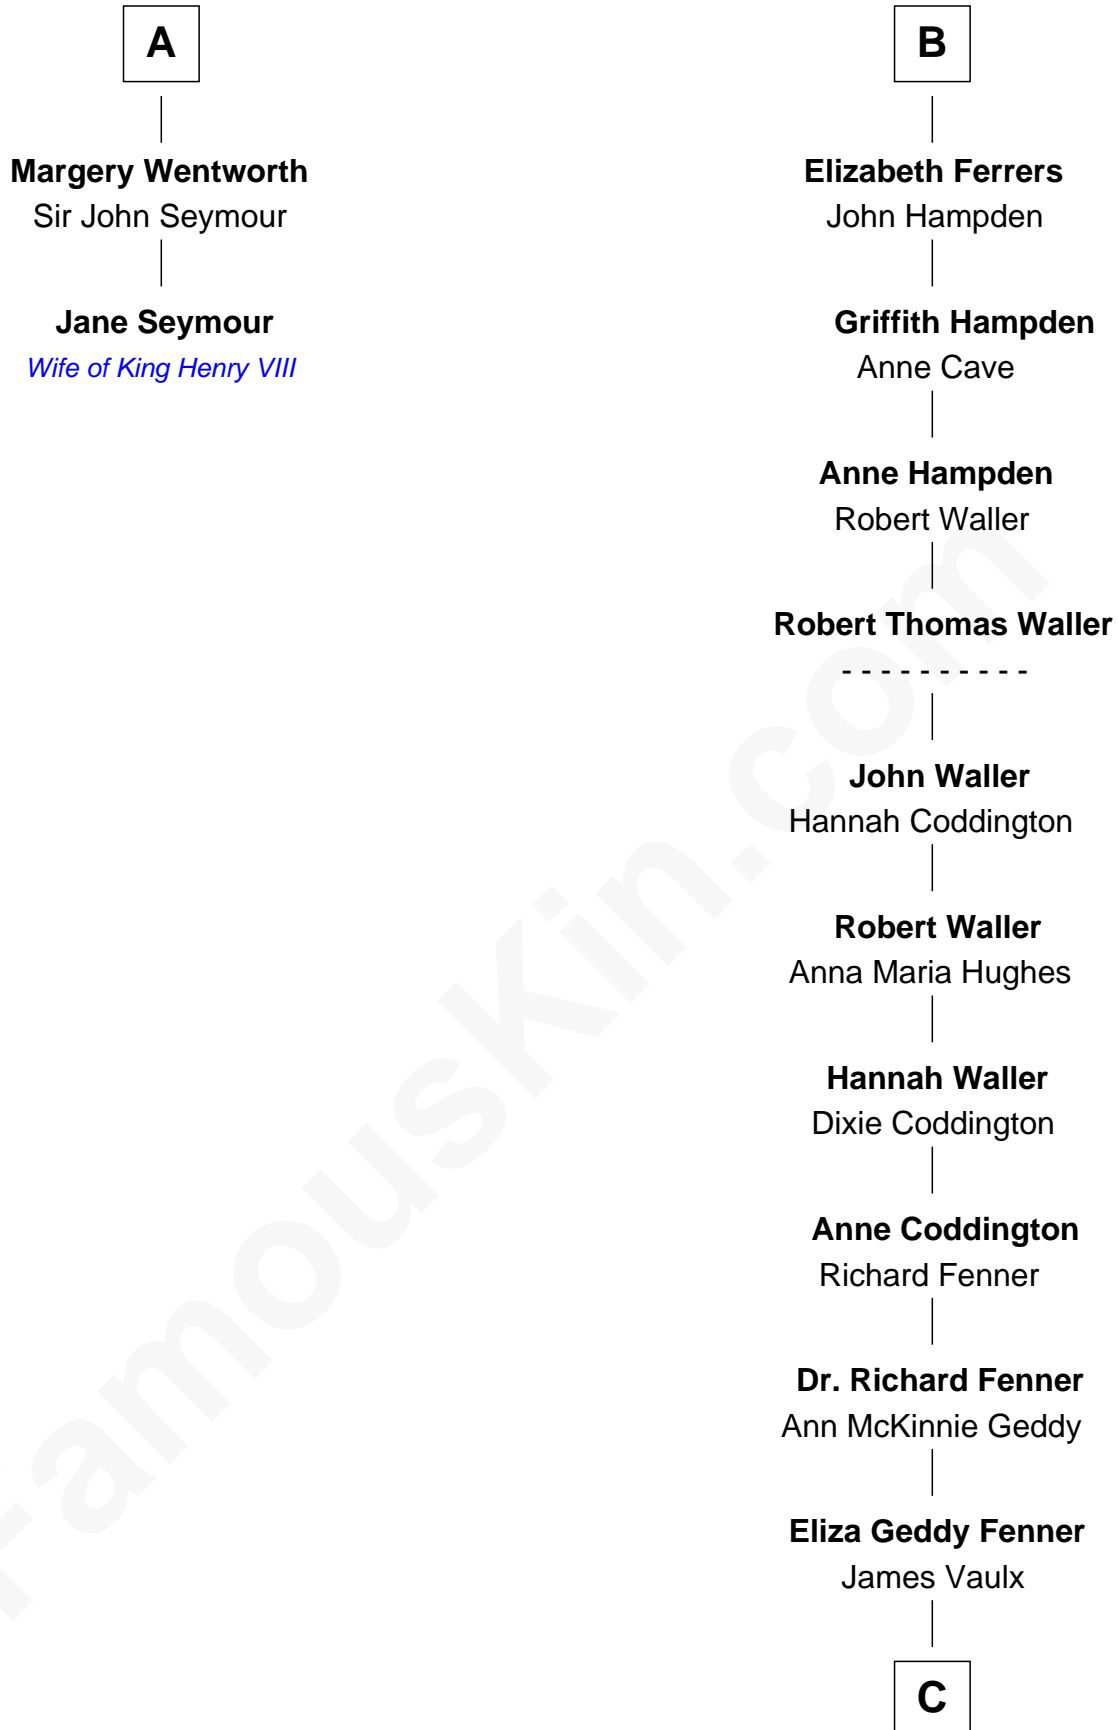 A
Margery Wentworth
Sir John Seymour
Jane Seymour
Wife of King Henry VIII
B
Elizabeth Ferrers
John Hampden
Griffith Hampden
Anne Cave
Anne Hampden
Robert Waller
Robert Thomas Waller
- - - - - - - - - -
John Waller
Hannah Coddington
Robert Waller
Anna Maria Hughes
Hannah Waller
Dixie Coddington
Anne Coddington
Richard Fenner
Dr. Richard Fenner
Ann McKinnie Geddy
Eliza Geddy Fenner
James Vaulx
C
FamousKin.com